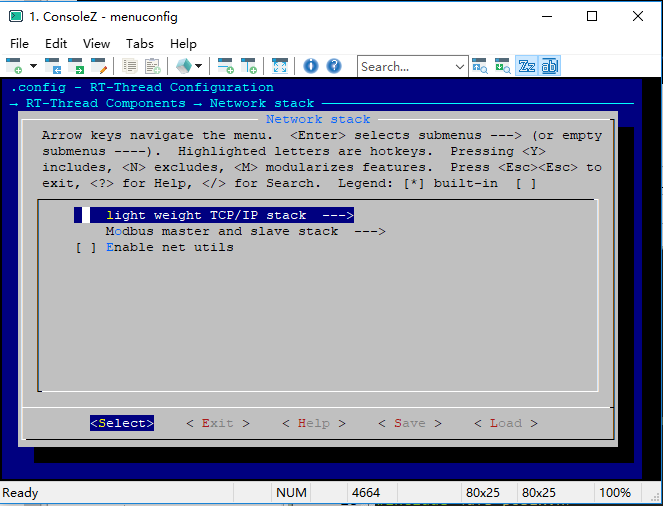 1. ConsoleZ - menuconfig
File Edit View Tabs Help
Search...
.config - RT-Thread Configuration
→ RT-Thread Components → Network stack
Network stack
Arrow keys navigate the menu. <Enter> selects submenus ---> (or empty
submenus ----). Highlighted letters are hotkeys. Pressing <Y>
includes, <N> excludes, <M> modularizes features. Press <Esc><Esc> to
exit, <?> for Help, </> for Search. Legend: [*] built-in [ ]
light weight TCP/IP stack --->
Modbus master and slave stack --->
[ ] Enable net utils
<Select> < Exit > < Help > < Save > < Load >
Ready NUM 4664 80x25 80x25 100%